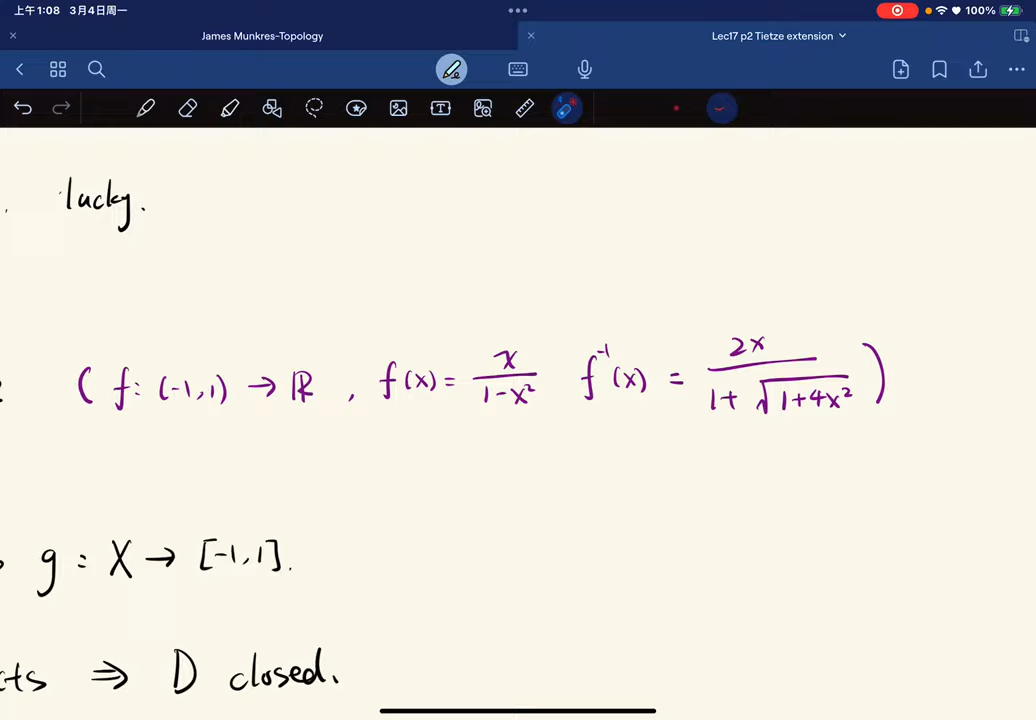 上午1:08 3月4日周一 100%
James Munkres-Topology Lec17 p2 Tietze extension
lucky.
( f: (-1,1) → ℝ , f(x) = x/(1-x²) f⁻¹(x) = 2x/(1+√(1+4x²)) )
g : X → [-1,1].
cts ⇒ D closed.